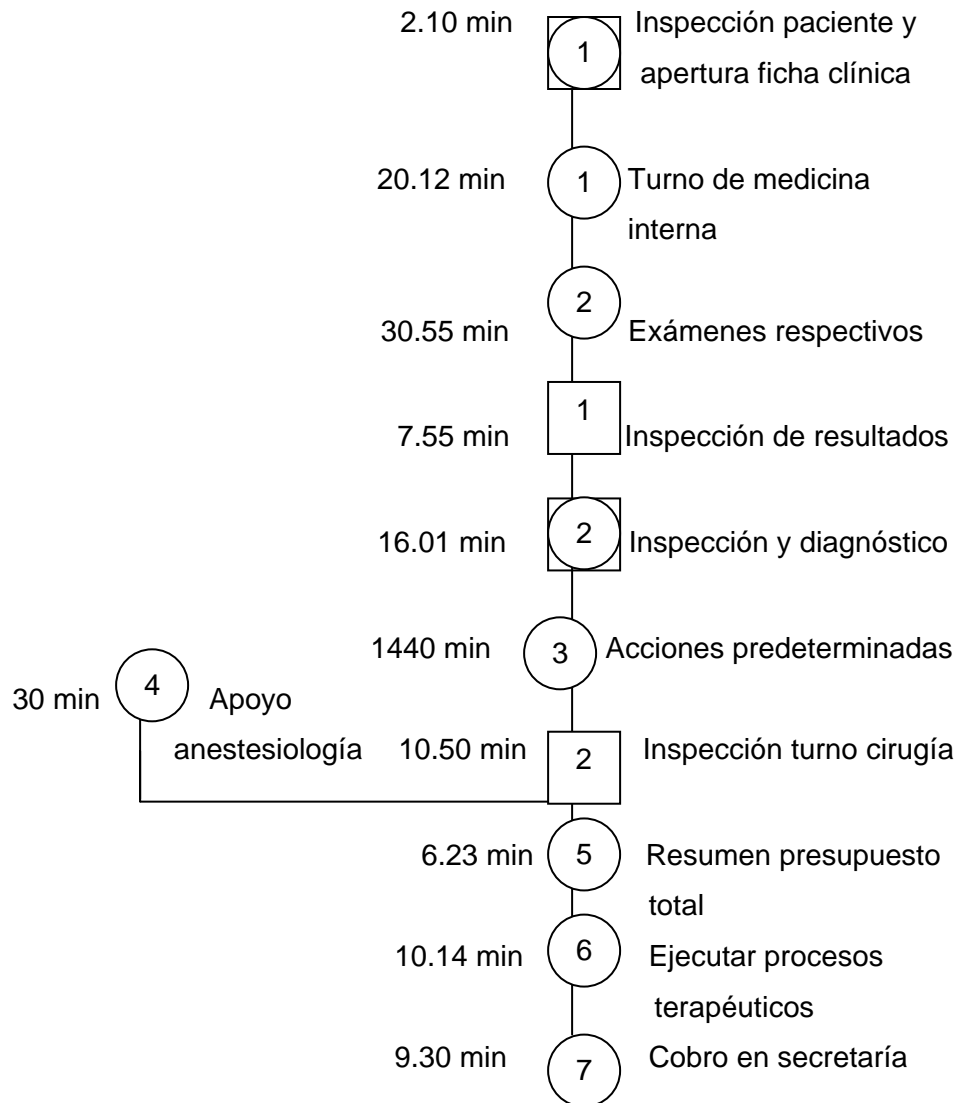 2.10 min
1
Inspección paciente y
apertura ficha clínica
20.12 min
1
Turno de medicina
interna
2
30.55 min
Exámenes respectivos
1
7.55 min
Inspección de resultados
16.01 min
2
Inspección y diagnóstico
1440 min
3
Acciones predeterminadas
30 min
4
Apoyo
anestesiología
10.50 min
2
Inspección turno cirugía
6.23 min
5
Resumen presupuesto
total
10.14 min
6
Ejecutar procesos
terapéuticos
9.30 min
7
Cobro en secretaría